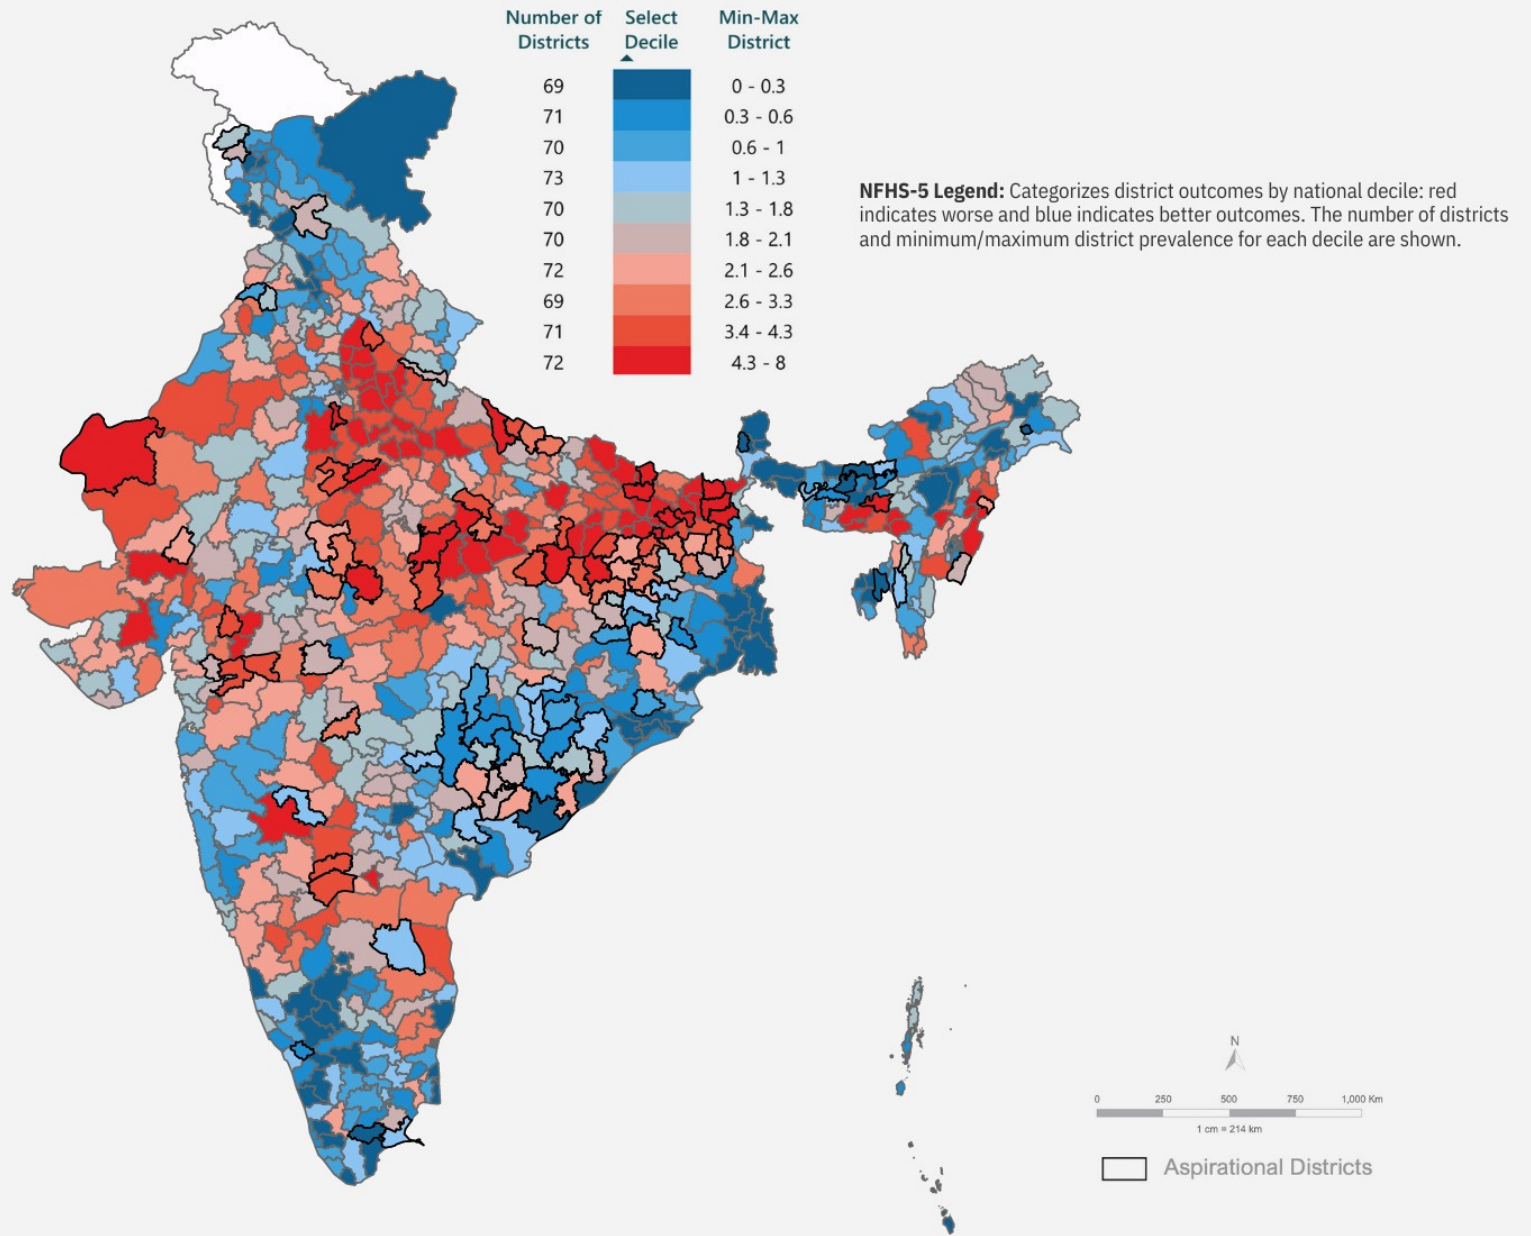 Number of Districts Select Decile Min-Max District
69 0 - 0.3
71 0.3 - 0.6
70 0.6 - 1
73 1 - 1.3
70 1.3 - 1.8
70 1.8 - 2.1
72 2.1 - 2.6
69 2.6 - 3.3
71 3.4 - 4.3
72 4.3 - 8
NFHS-5 Legend: Categorizes district outcomes by national decile: red
indicates worse and blue indicates better outcomes. The number of districts
and minimum/maximum district prevalence for each decile are shown.
N
0 250 500 750 1,000 Km
1 cm = 214 km
Aspirational Districts